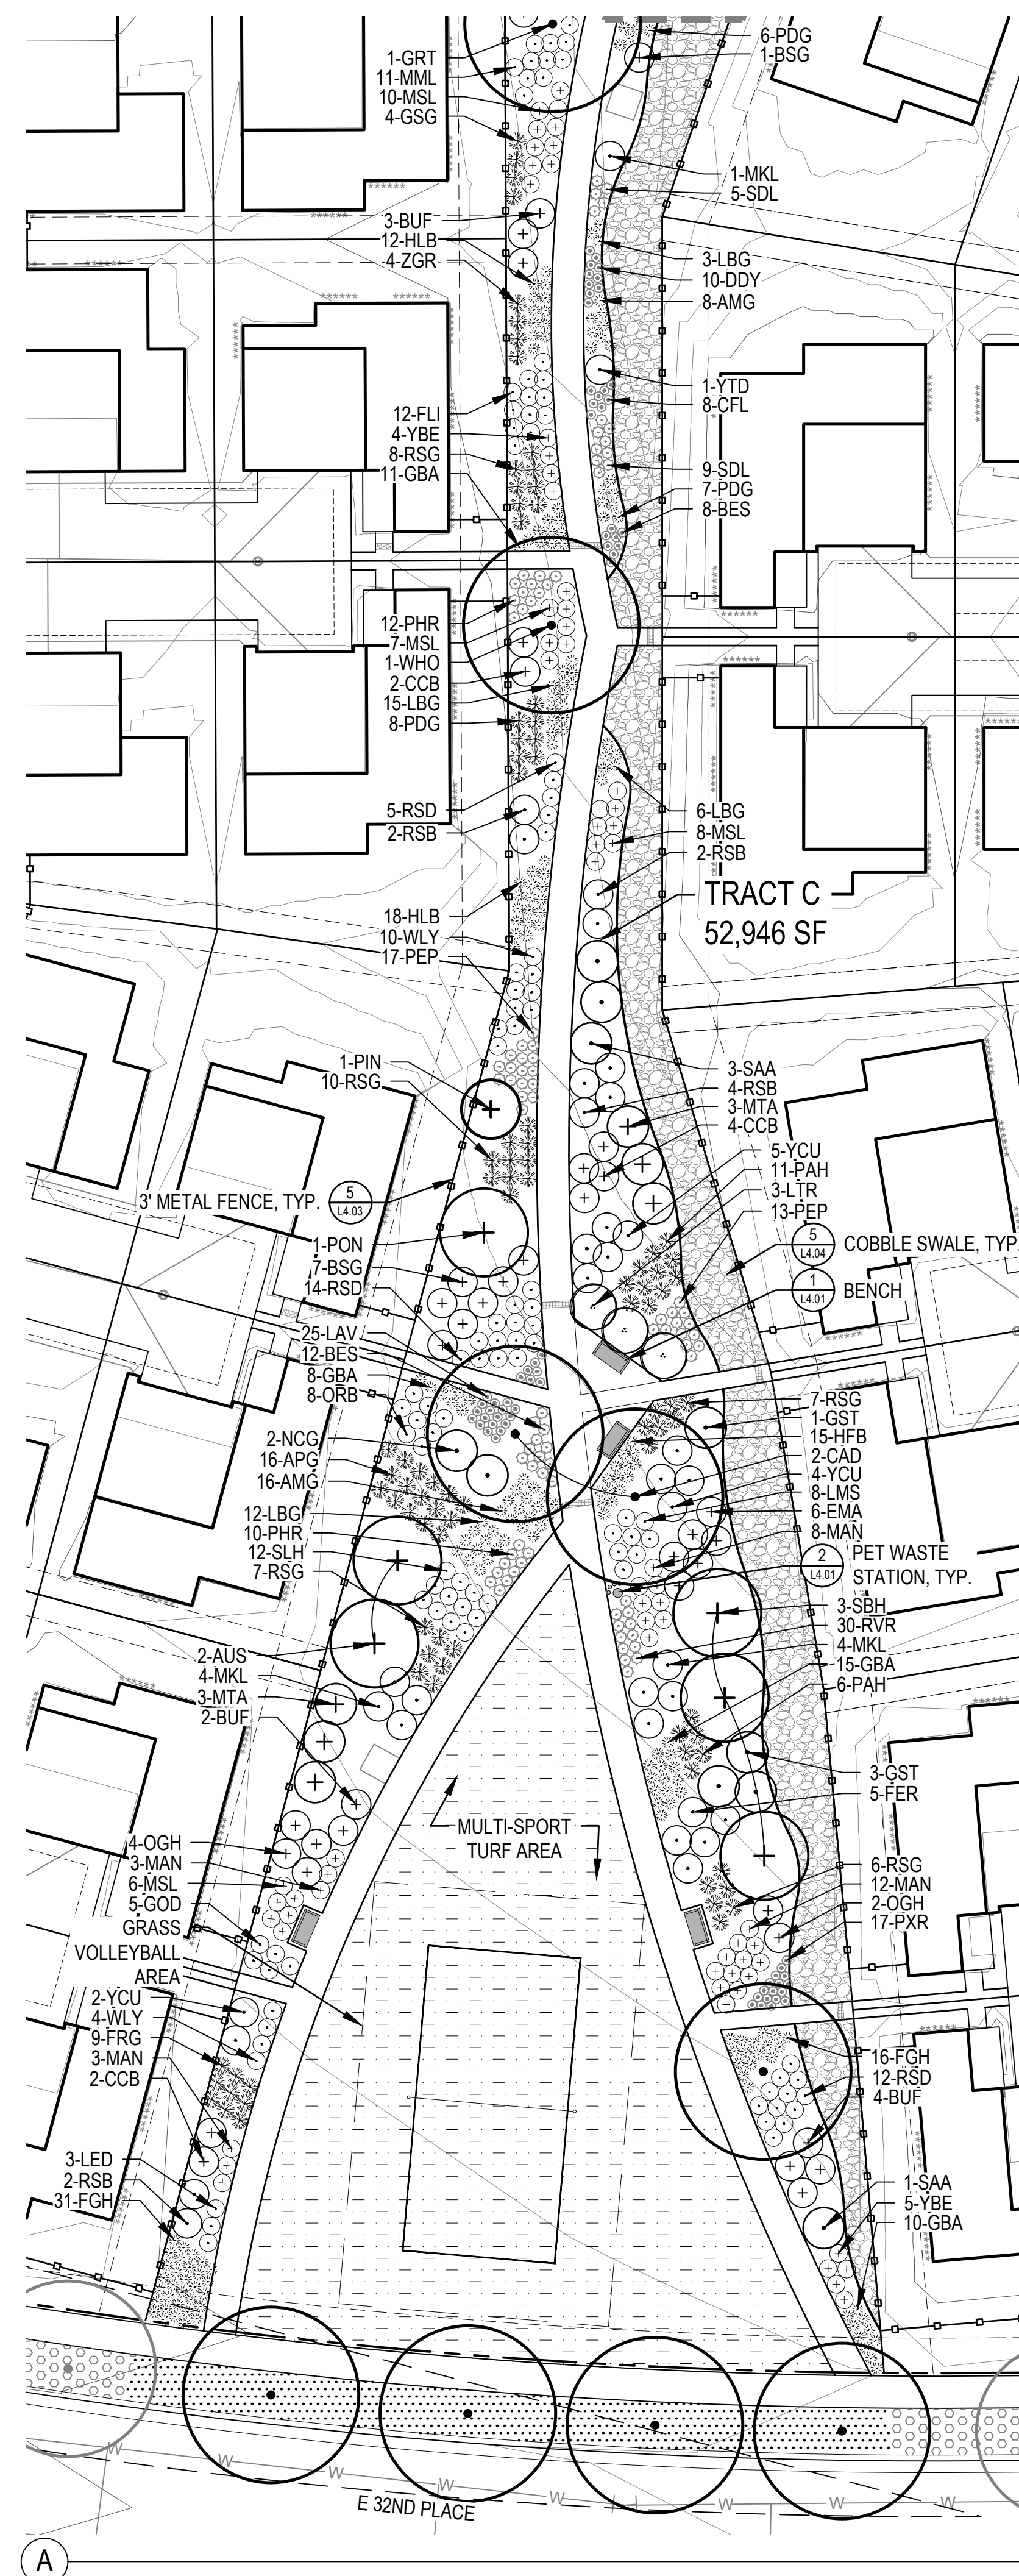 6-PDG
1-BSG
1-GRT
11-MML
10-MSL
4-GSG
1-MKL
5-SDL
3-BUF
12-HLB
4-ZGR
3-LBG
10-DDY
8-AMG
1-YTD
8-CFL
12-FLI
4-YBE
8-RSG
11-GBA
9-SDL
7-PDG
8-BES
12-PHR
7-MSL
1-WHO
2-CCB
15-LBG
8-PDG
5-RSD
2-RSB
6-LBG
8-MSL
2-RSB
TRACT C
52,946 SF
18-HLB
10-WLY
17-PEP
1-PIN
10-RSG
3-SAA
4-RSB
3-MTA
4-CCB
5-YCU
11-PAH
3-LTR
13-PEP
3' METAL FENCE, TYP.
5
L4.03
5
L4.04
COBBLE SWALE, TYP.
1
L4.01
BENCH
1-PON
7-BSG
14-RSD
25-LAV
12-BES
8-GBA
8-ORB
2-NCG
16-APG
16-AMG
12-LBG
10-PHR
12-SLH
7-RSG
7-RSG
1-GST
15-HFB
2-CAD
4-YCU
8-LMS
6-EMA
8-MAN
2
L4.01
PET WASTE
STATION, TYP.
3-SBH
30-RVR
4-MKL
15-GBA
6-PAH
2-AUS
4-MKL
3-MTA
2-BUF
3-GST
5-FER
MULTI-SPORT
TURF AREA
4-OGH
3-MAN
6-MSL
5-GOD
GRASS
VOLLEYBALL
AREA
6-RSG
12-MAN
2-OGH
17-PXR
2-YCU
4-WLY
9-FRG
3-MAN
2-CCB
16-FGH
12-RSD
4-BUF
3-LED
2-RSB
31-FGH
1-SAA
5-YBE
10-GBA
W
W
W
W
W
W
W
W
E 32ND PLACE
A